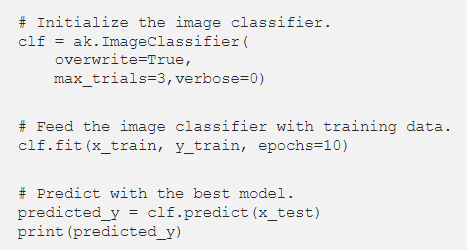 # Initialize the image classifier.
clf = ak.ImageClassifier(
    overwrite=True,
    max_trials=3,verbose=0)
# Feed the image classifier with training data.
clf.fit(x_train, y_train, epochs=10)
# Predict with the best model.
predicted_y = clf.predict(x_test)
print(predicted_y)